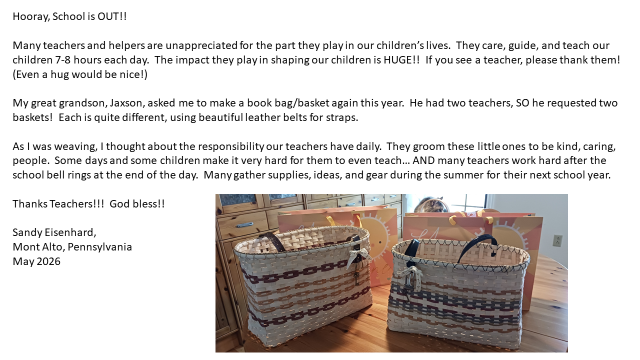 Hooray, School is OUT!!
Many teachers and helpers are unappreciated for the part they play in our children's lives.  They care, guide, and teach our
children 7-8 hours each day.  The impact they play in shaping our children is HUGE!!  If you see a teacher, please thank them!
(Even a hug would be nice!)
My great grandson, Jaxson, asked me to make a book bag/basket again this year.  He had two teachers, SO he requested two
baskets!  Each is quite different, using beautiful leather belts for straps.
As I was weaving, I thought about the responsibility our teachers have daily.  They groom these little ones to be kind, caring,
people.  Some days and some children make it very hard for them to even teach... AND many teachers work hard after the
school bell rings at the end of the day.  Many gather supplies, ideas, and gear during the summer for their next school year.
Thanks Teachers!!!  God bless!!
Sandy Eisenhard,
Mont Alto, Pennsylvania
May 2026